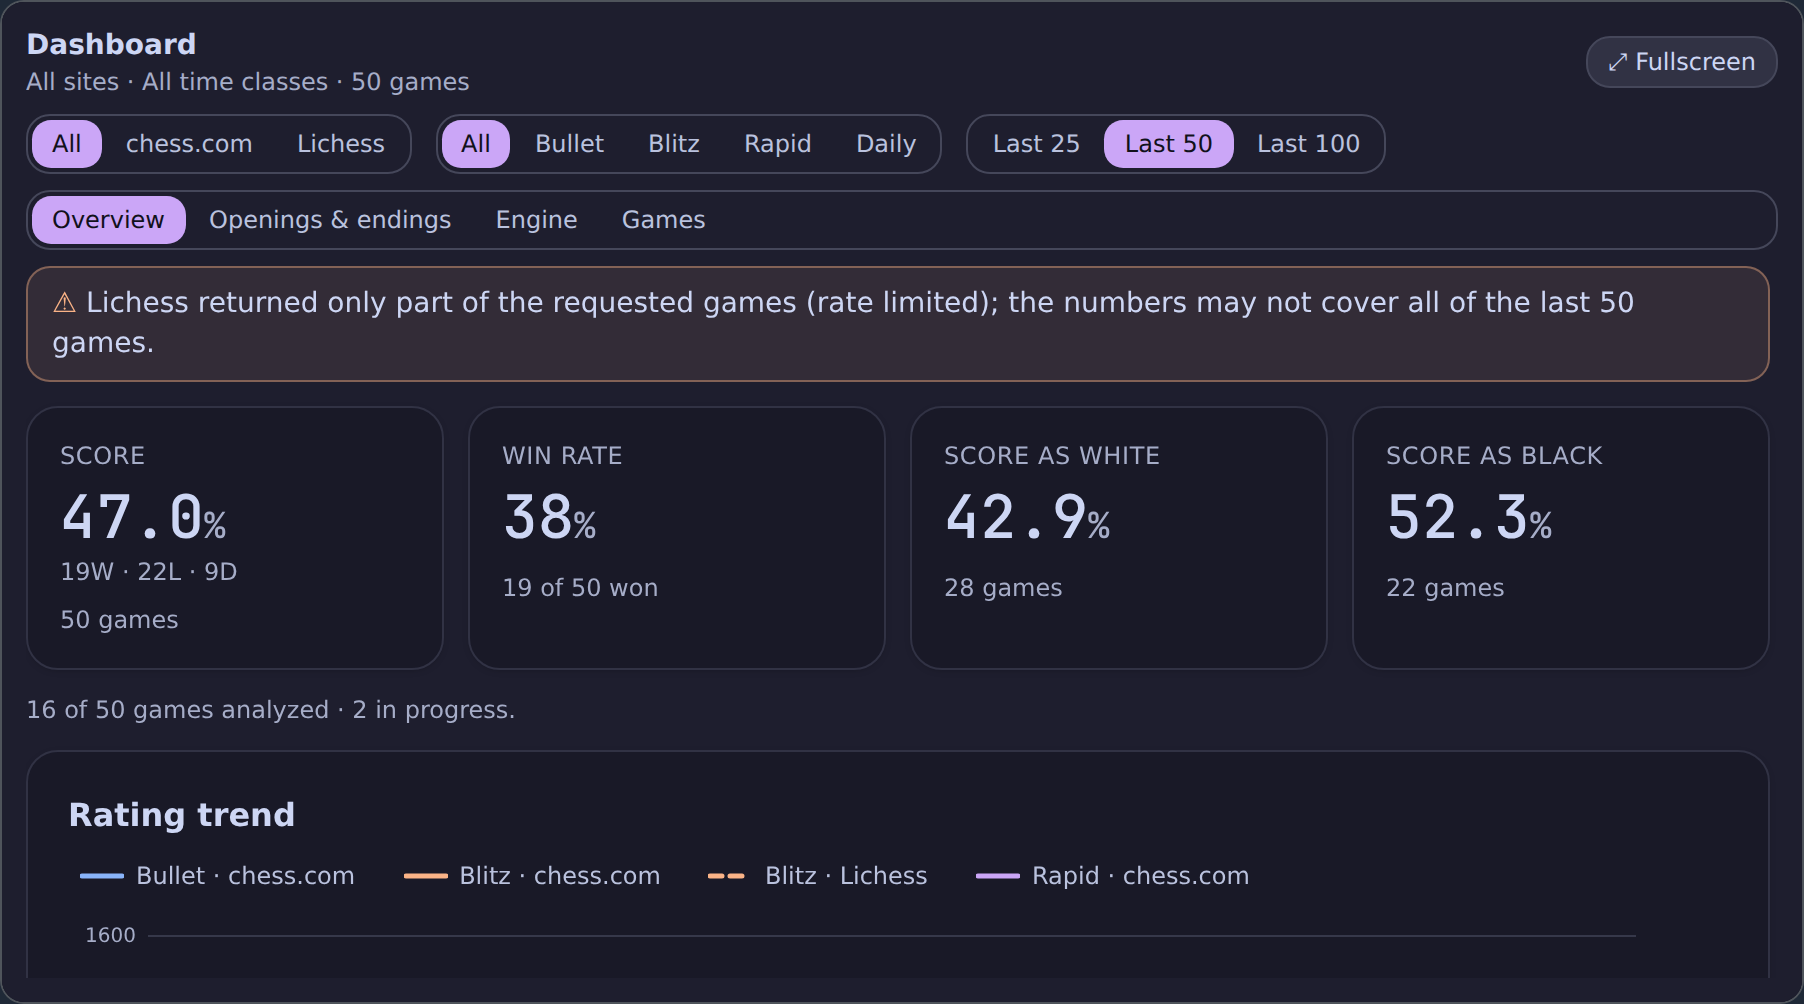 Dashboard
All sites · All time classes · 50 games
⤢ Fullscreen
All chess.com Lichess
All Bullet Blitz Rapid Daily
Last 25 Last 50 Last 100
Overview Openings & endings Engine Games
⚠ Lichess returned only part of the requested games (rate limited); the numbers may not cover all of the last 50
games.
SCORE
47.0%
19W · 22L · 9D
50 games
WIN RATE
38%
19 of 50 won
SCORE AS WHITE
42.9%
28 games
SCORE AS BLACK
52.3%
22 games
16 of 50 games analyzed · 2 in progress.
Rating trend
Bullet · chess.com Blitz · chess.com Blitz · Lichess Rapid · chess.com
1600